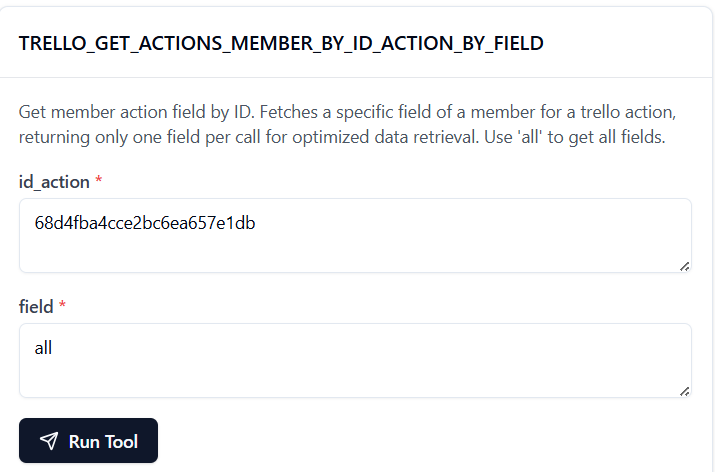 TRELLO_GET_ACTIONS_MEMBER_BY_ID_ACTION_BY_FIELD
Get member action field by ID. Fetches a specific field of a member for a trello action,
returning only one field per call for optimized data retrieval. Use 'all' to get all fields.
id_action *
68d4fba4cce2bc6ea657e1db
field *
all
Run Tool